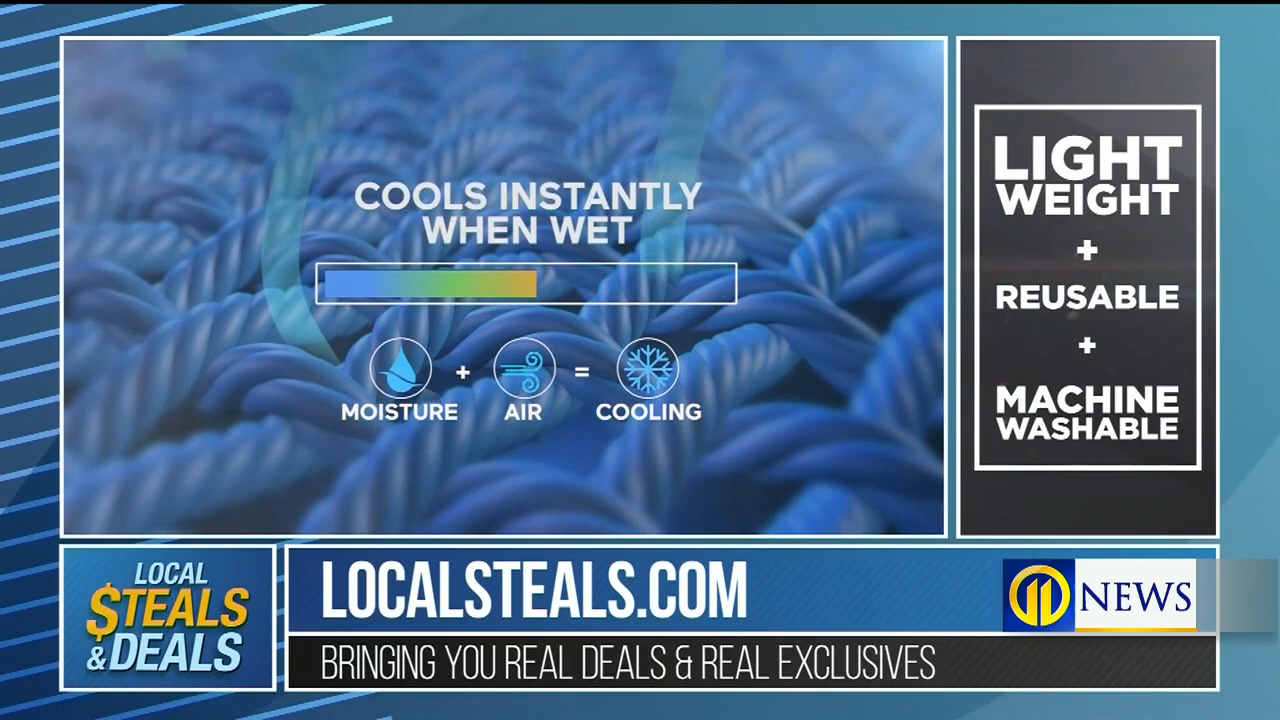 COOLS INSTANTLY
WHEN WET
MOISTURE + AIR = COOLING
LIGHT
WEIGHT
+
REUSABLE
+
MACHINE
WASHABLE
LOCAL
$TEALS
& DEALS
LOCALSTEALS.COM
BRINGING YOU REAL DEALS & REAL EXCLUSIVES
11 NEWS